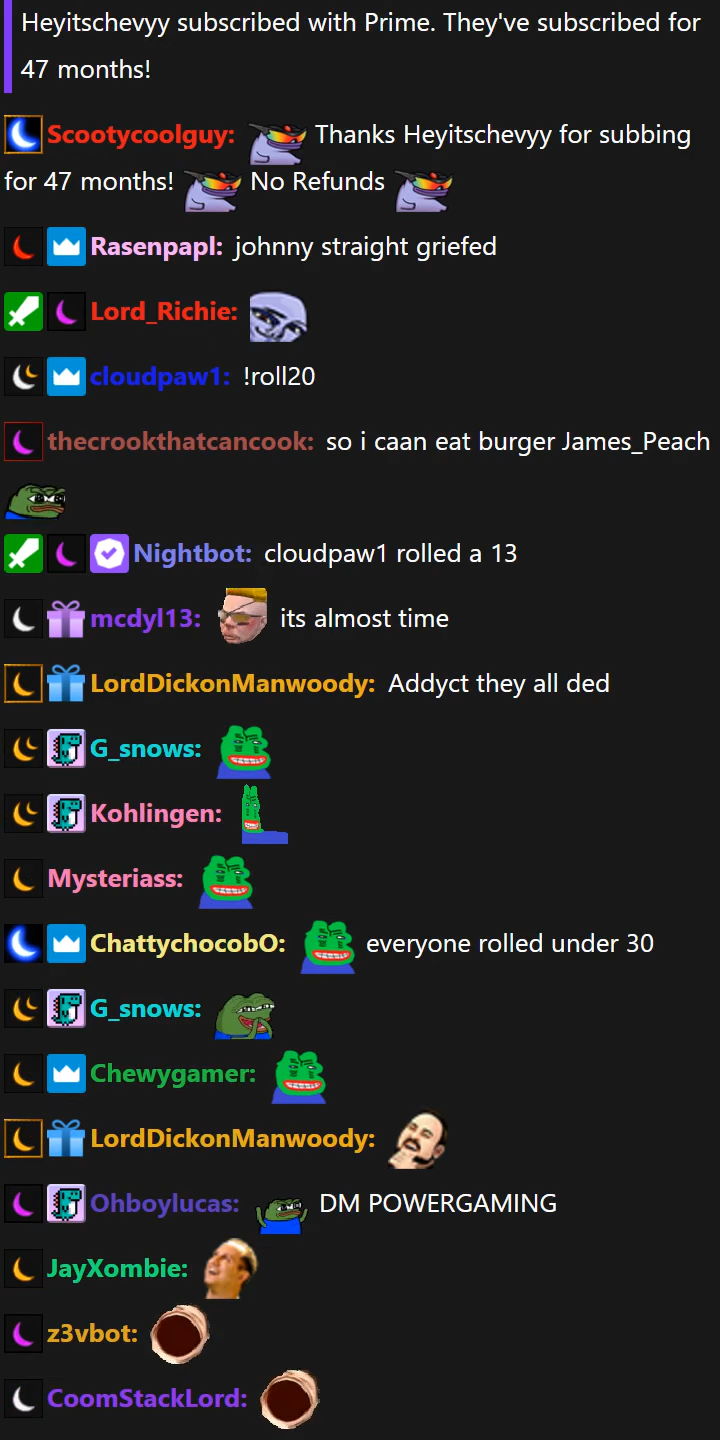 Heyitschevyy subscribed with Prime. They've subscribed for
47 months!
Scootycoolguy: Thanks Heyitschevyy for subbing
for 47 months! No Refunds
Rasenpapl: johnny straight griefed
Lord_Richie:
cloudpaw1: !roll20
thecrookthatcancook: so i caan eat burger James_Peach
Nightbot: cloudpaw1 rolled a 13
mcdyl13: its almost time
LordDickonManwoody: Addyct they all ded
G_snows:
Kohlingen:
Mysteriass:
ChattychocobO: everyone rolled under 30
G_snows:
Chewygamer:
LordDickonManwoody:
Ohboylucas: DM POWERGAMING
JayXombie:
z3vbot:
CoomStackLord: